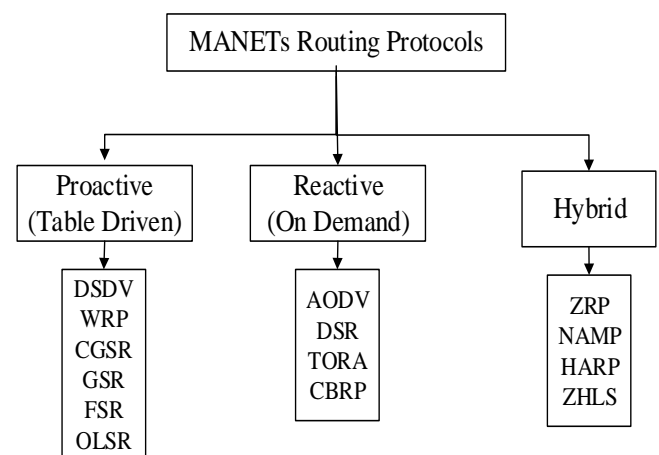 MANETs Routing Protocols
Proactive
(Table Driven)
Reactive
(On Demand)
Hybrid
DSDV
WRP
CGSR
GSR
FSR
OLSR
AODV
DSR
TORA
CBRP
ZRP
NAMP
HARP
ZHLS